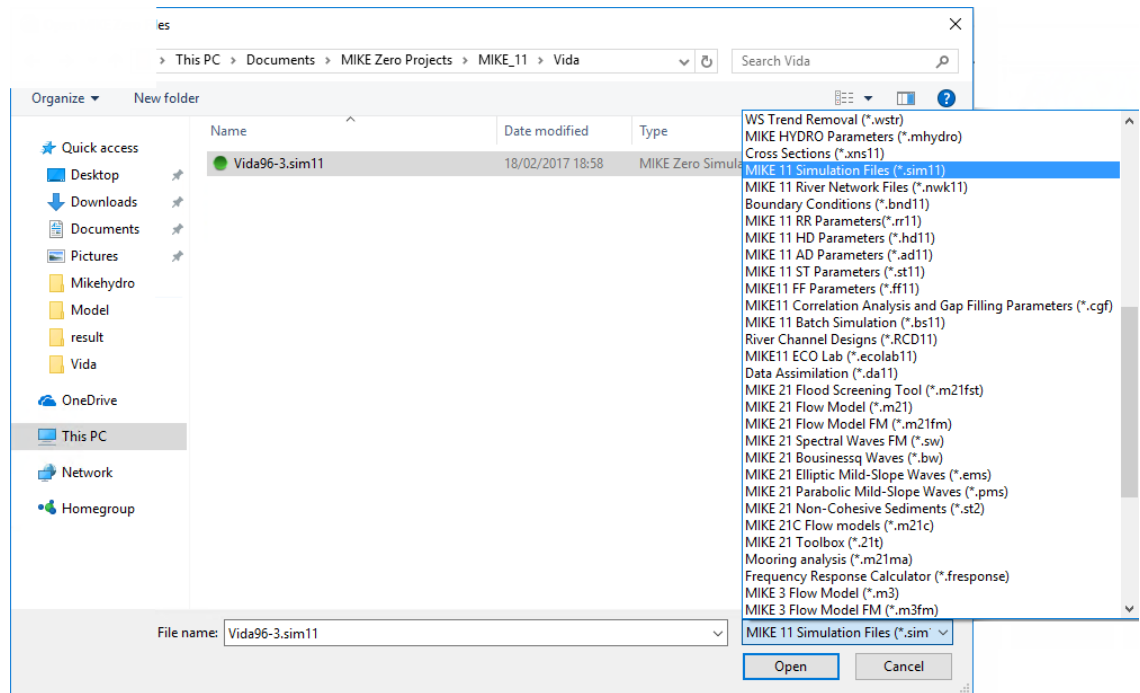 les
› This PC › Documents › MIKE Zero Projects › MIKE_11 › Vida
Search Vida
Organize
New folder
Name
Date modified
Type
Quick access
Desktop
Downloads
Documents
Pictures
Mikehydro
Model
result
Vida
OneDrive
This PC
Network
Homegroup
Vida96-3.sim11 18/02/2017 18:58 MIKE Zero Simula
WS Trend Removal (*.wstr)
MIKE HYDRO Parameters (*.mhydro)
Cross Sections (*.xns11)
MIKE 11 Simulation Files (*.sim11)
MIKE 11 River Network Files (*.nwk11)
Boundary Conditions (*.bnd11)
MIKE 11 RR Parameters(*.rr11)
MIKE 11 HD Parameters (*.hd11)
MIKE 11 AD Parameters (*.ad11)
MIKE 11 ST Parameters (*.st11)
MIKE11 FF Parameters (*.ff11)
MIKE11 Correlation Analysis and Gap Filling Parameters (*.cgf)
MIKE 11 Batch Simulation (*.bs11)
River Channel Designs (*.RCD11)
MIKE11 ECO Lab (*.ecolab11)
Data Assimilation (*.da11)
MIKE 21 Flood Screening Tool (*.m21fst)
MIKE 21 Flow Model (*.m21)
MIKE 21 Flow Model FM (*.m21fm)
MIKE 21 Spectral Waves FM (*.sw)
MIKE 21 Bousinessq Waves (*.bw)
MIKE 21 Elliptic Mild-Slope Waves (*.ems)
MIKE 21 Parabolic Mild-Slope Waves (*.pms)
MIKE 21 Non-Cohesive Sediments (*.st2)
MIKE 21C Flow models (*.m21c)
MIKE 21 Toolbox (*.21t)
Mooring analysis (*.m21ma)
Frequency Response Calculator (*.fresponse)
MIKE 3 Flow Model (*.m3)
MIKE 3 Flow Model FM (*.m3fm)
File name: Vida96-3.sim11
MIKE 11 Simulation Files (*.sim
Open
Cancel